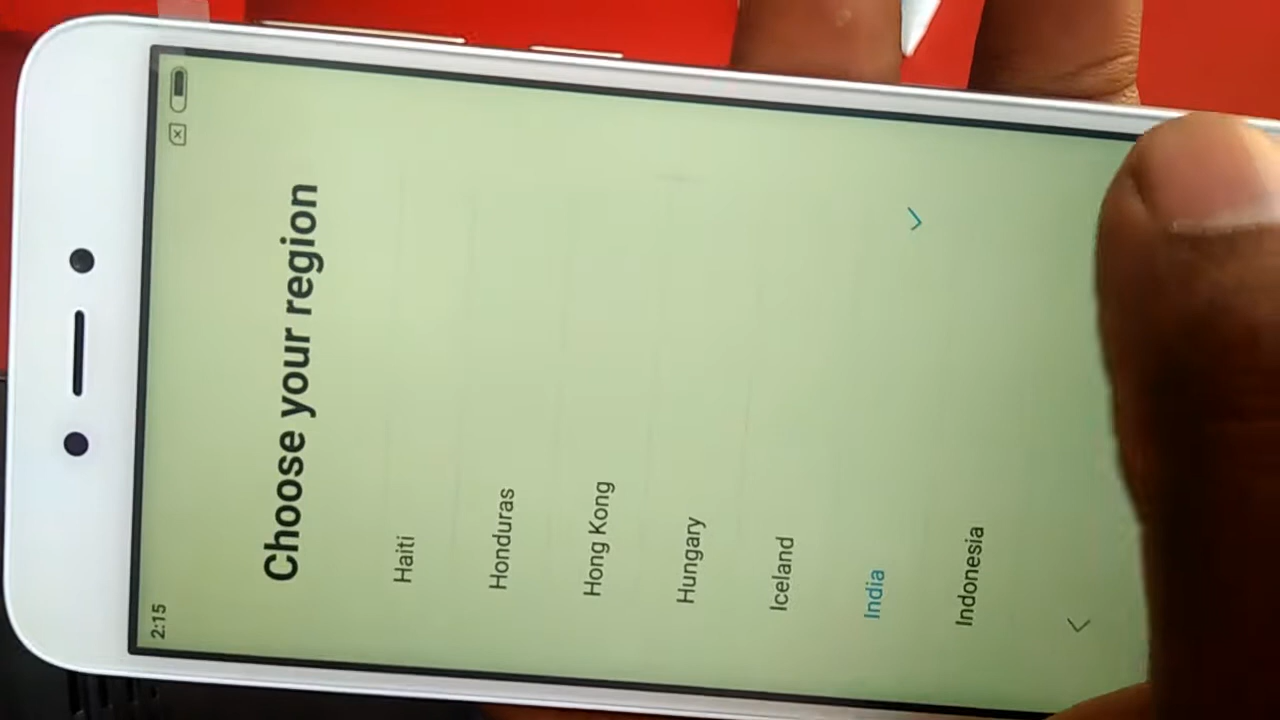 2:15
Choose your region
Haiti
Honduras
Hong Kong
Hungary
Iceland
India
Indonesia